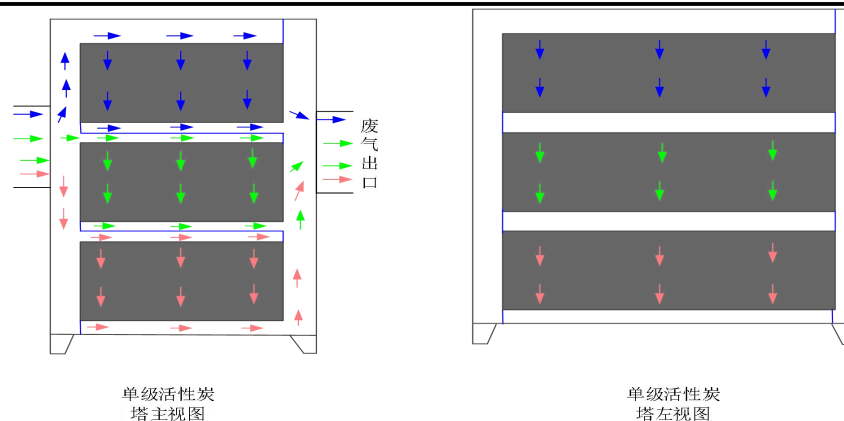 废
气
出
口
单级活性炭
塔主视图
单级活性炭
塔左视图